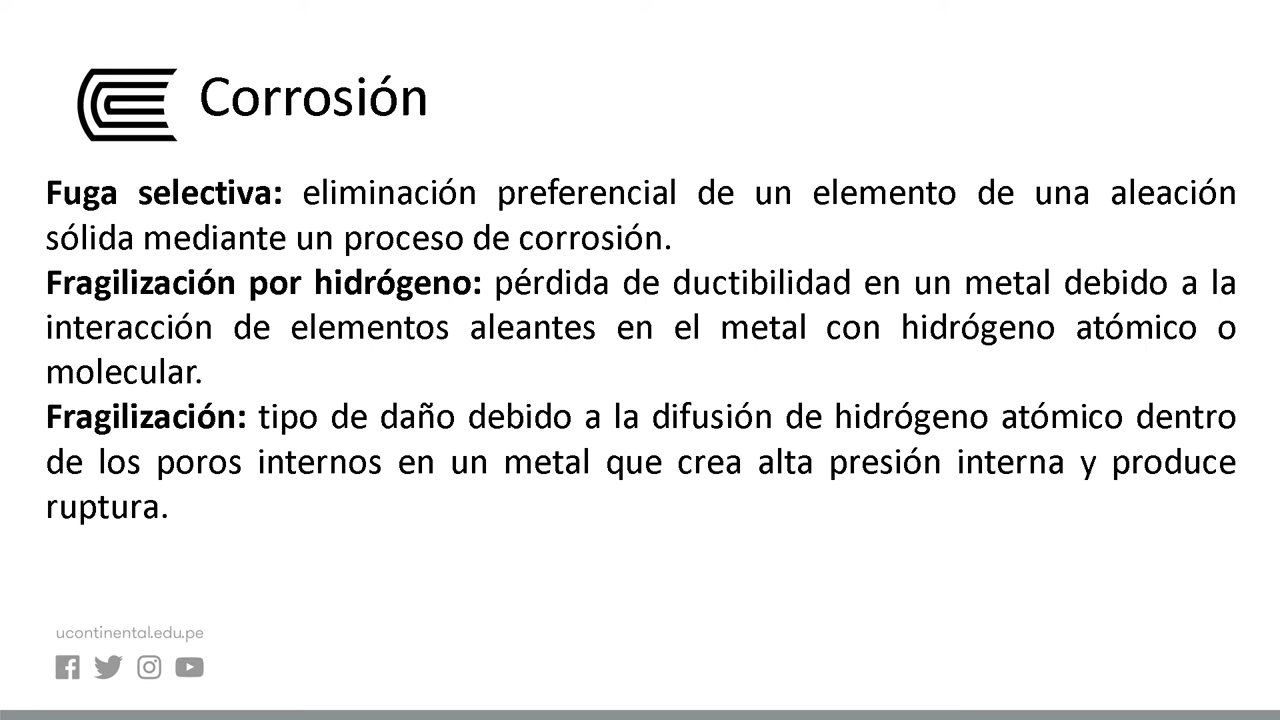 Corrosión
Fuga selectiva: eliminación preferencial de un elemento de una aleación
sólida mediante un proceso de corrosión.
Fragilización por hidrógeno: pérdida de ductibilidad en un metal debido a la
interacción de elementos aleantes en el metal con hidrógeno atómico o
molecular.
Fragilización: tipo de daño debido a la difusión de hidrógeno atómico dentro
de los poros internos en un metal que crea alta presión interna y produce
ruptura.
ucontinental.edu.pe